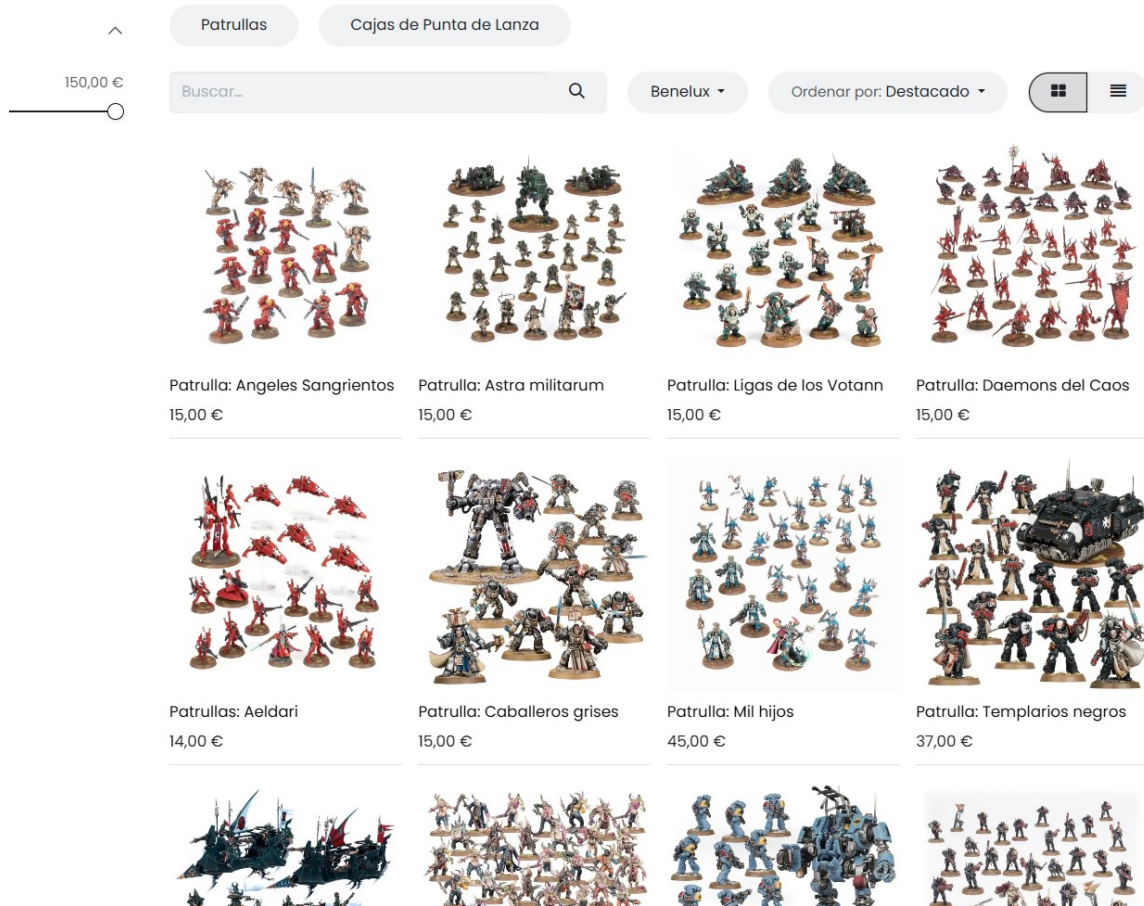 Patrullas
Cajas de Punta de Lanza
150,00 €
Buscar...
Benelux
Ordenar por: Destacado
Patrulla: Angeles Sangrientos
Patrulla: Astra militarum
Patrulla: Ligas de los Votann
Patrulla: Daemons del Caos
15,00 €
15,00 €
15,00 €
15,00 €
Patrullas: Aeldari
Patrulla: Caballeros grises
Patrulla: Mil hijos
Patrulla: Templarios negros
14,00 €
15,00 €
45,00 €
37,00 €